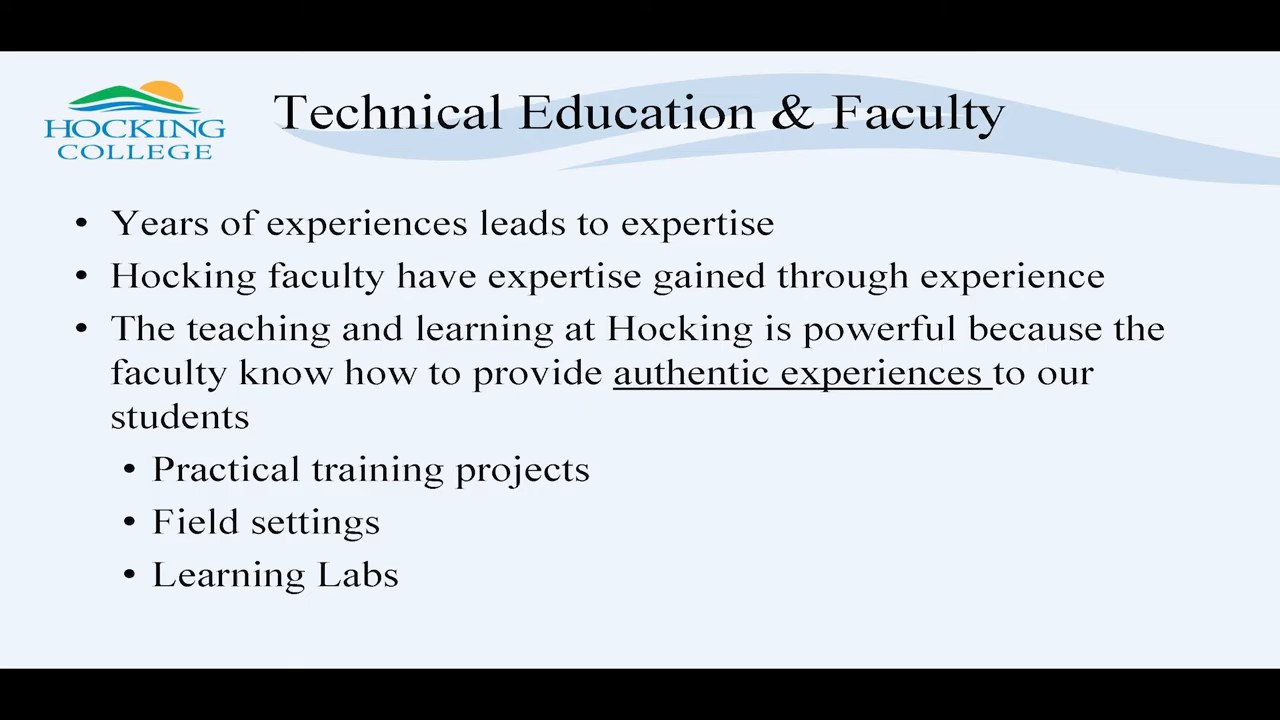 HOCKING
COLLEGE
Technical Education & Faculty
• Years of experiences leads to expertise
• Hocking faculty have expertise gained through experience
• The teaching and learning at Hocking is powerful because the
faculty know how to provide authentic experiences to our
students
• Practical training projects
• Field settings
• Learning Labs